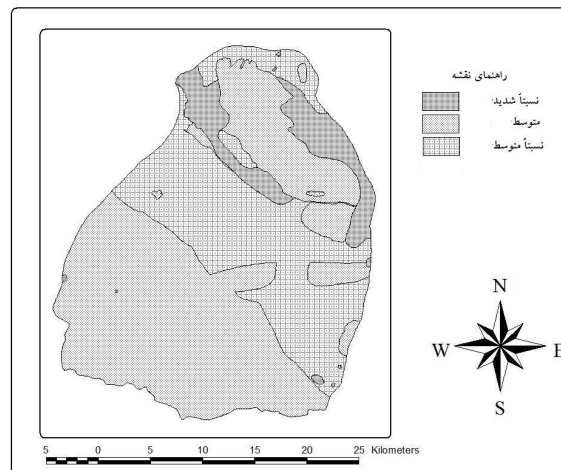 راهنمای نقشه
نسبتاً شدید
متوسط
نسبتاً متوسط
N
W E
S
5 0 5 10 15 20 25 Kilometers